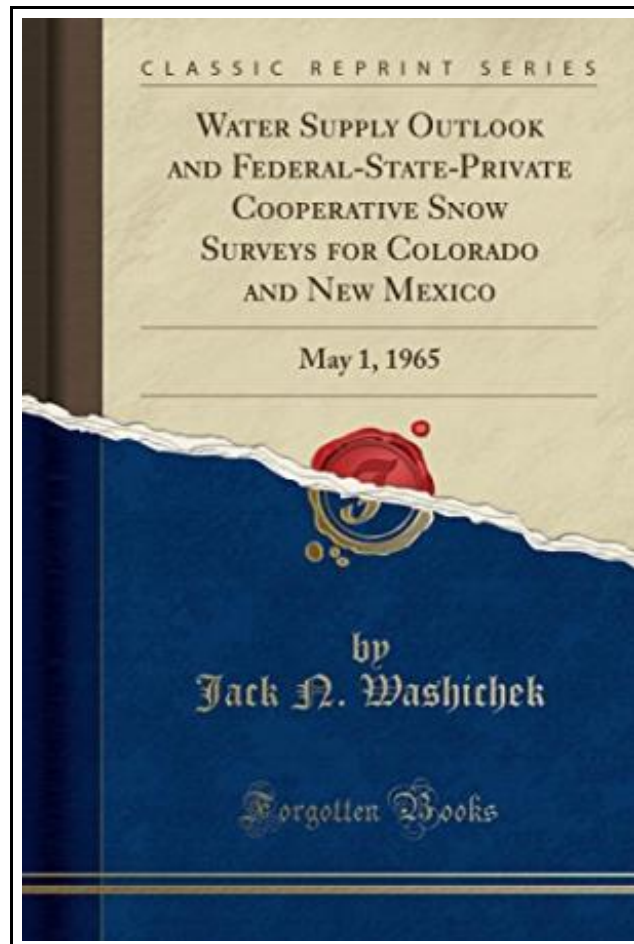 CLASSIC REPRINT SERIES
WATER SUPPLY OUTLOOK
AND FEDERAL-STATE-PRIVATE
COOPERATIVE SNOW
SURVEYS FOR COLORADO
AND NEW MEXICO
May 1, 1965
by
Jack N. Washichek
Forgotten Books